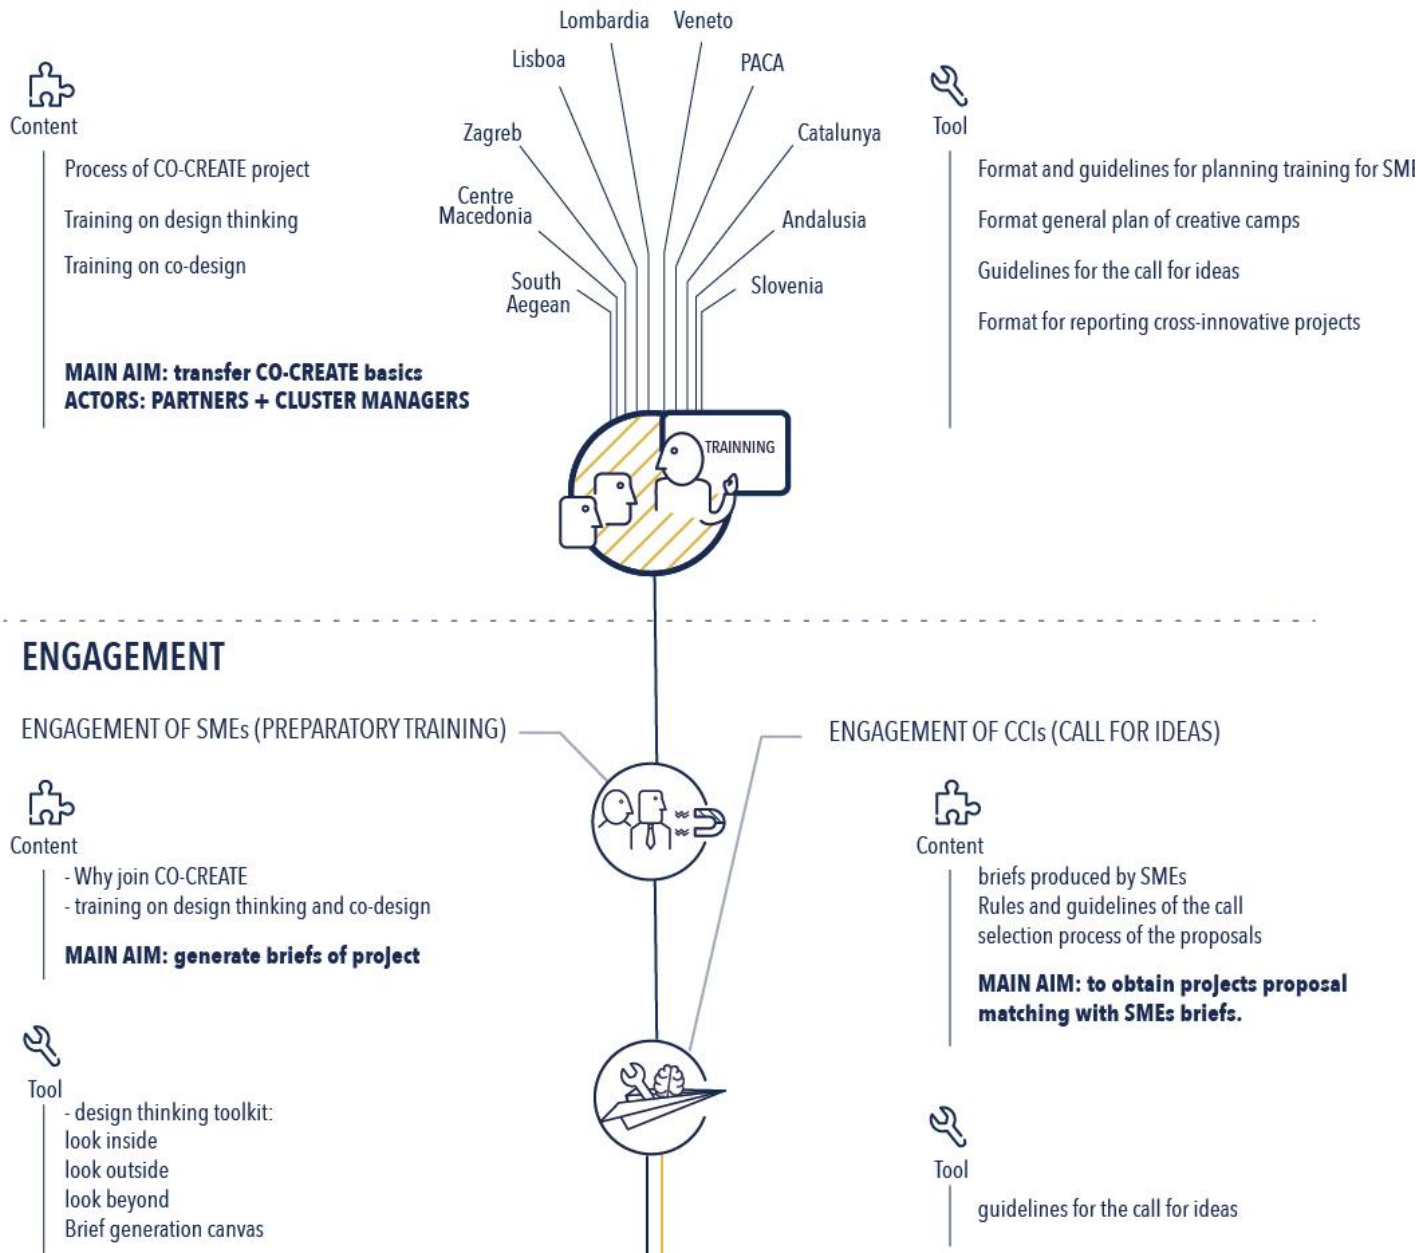 Lombardia
Veneto
Lisboa
PACA
Zagreb
Catalunya
Centre
Macedonia
Andalusia
South
Aegean
Slovenia
Content
Process of CO-CREATE project
Training on design thinking
Training on co-design
MAIN AIM: transfer CO-CREATE basics
ACTORS: PARTNERS + CLUSTER MANAGERS
Tool
Format and guidelines for planning training for SME
Format general plan of creative camps
Guidelines for the call for ideas
Format for reporting cross-innovative projects
TRAINNING
ENGAGEMENT
ENGAGEMENT OF SMEs (PREPARATORY TRAINING)
Content
- Why join CO-CREATE
- training on design thinking and co-design
MAIN AIM: generate briefs of project
Tool
- design thinking toolkit:
look inside
look outside
look beyond
Brief generation canvas
ENGAGEMENT OF CCIs (CALL FOR IDEAS)
Content
briefs produced by SMEs
Rules and guidelines of the call
selection process of the proposals
MAIN AIM: to obtain projects proposal
matching with SMEs briefs.
Tool
guidelines for the call for ideas